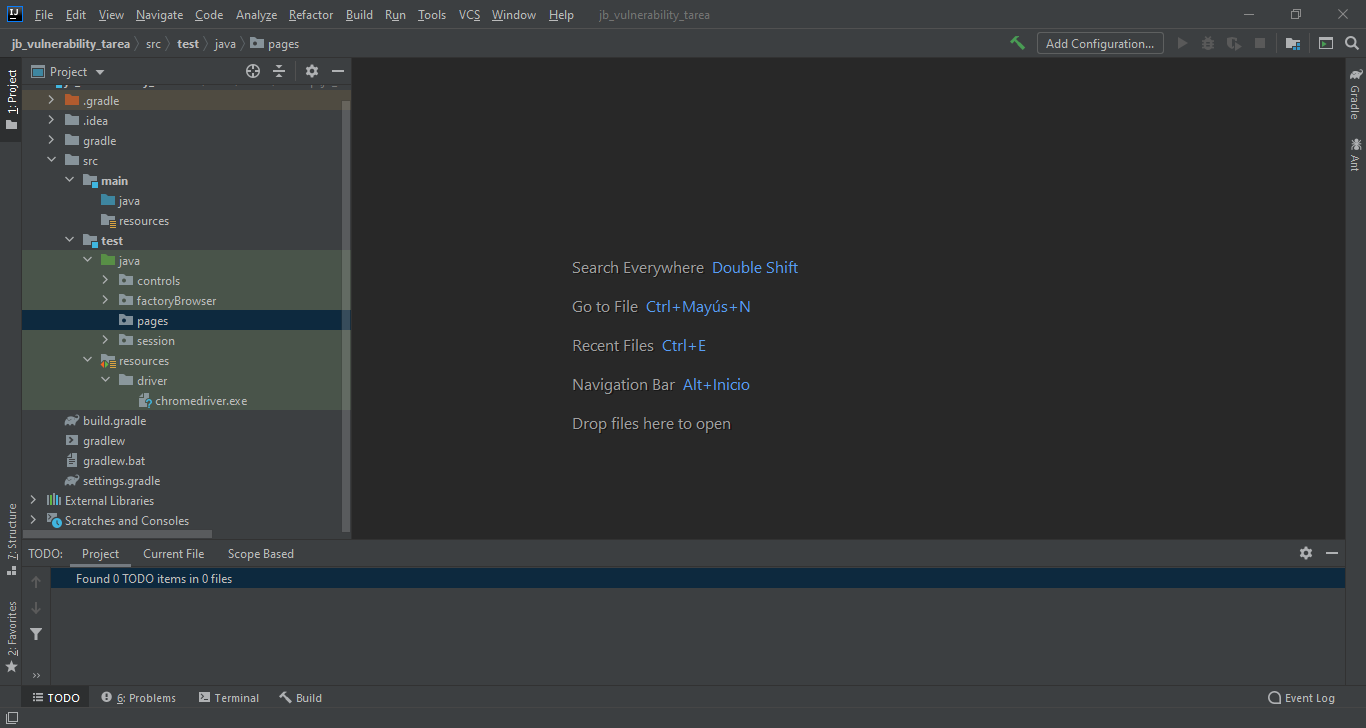 File Edit View Navigate Code Analyze Refactor Build Run Tools VCS Window Help jb_vulnerability_tarea
jb_vulnerability_tarea src test java pages Add Configuration...
1: Project
Project
.gradle
.idea
gradle
src
main
java
resources
test
java
controls
factoryBrowser
pages
session
resources
driver
chromedriver.exe
build.gradle
gradlew
gradlew.bat
settings.gradle
External Libraries
Scratches and Consoles
Search Everywhere Double Shift
Go to File Ctrl+Mayús+N
Recent Files Ctrl+E
Navigation Bar Alt+Inicio
Drop files here to open
Gradle
Ant
7: Structure
2: Favorites
TODO: Project Current File Scope Based
Found 0 TODO items in 0 files
TODO 6: Problems Terminal Build Event Log